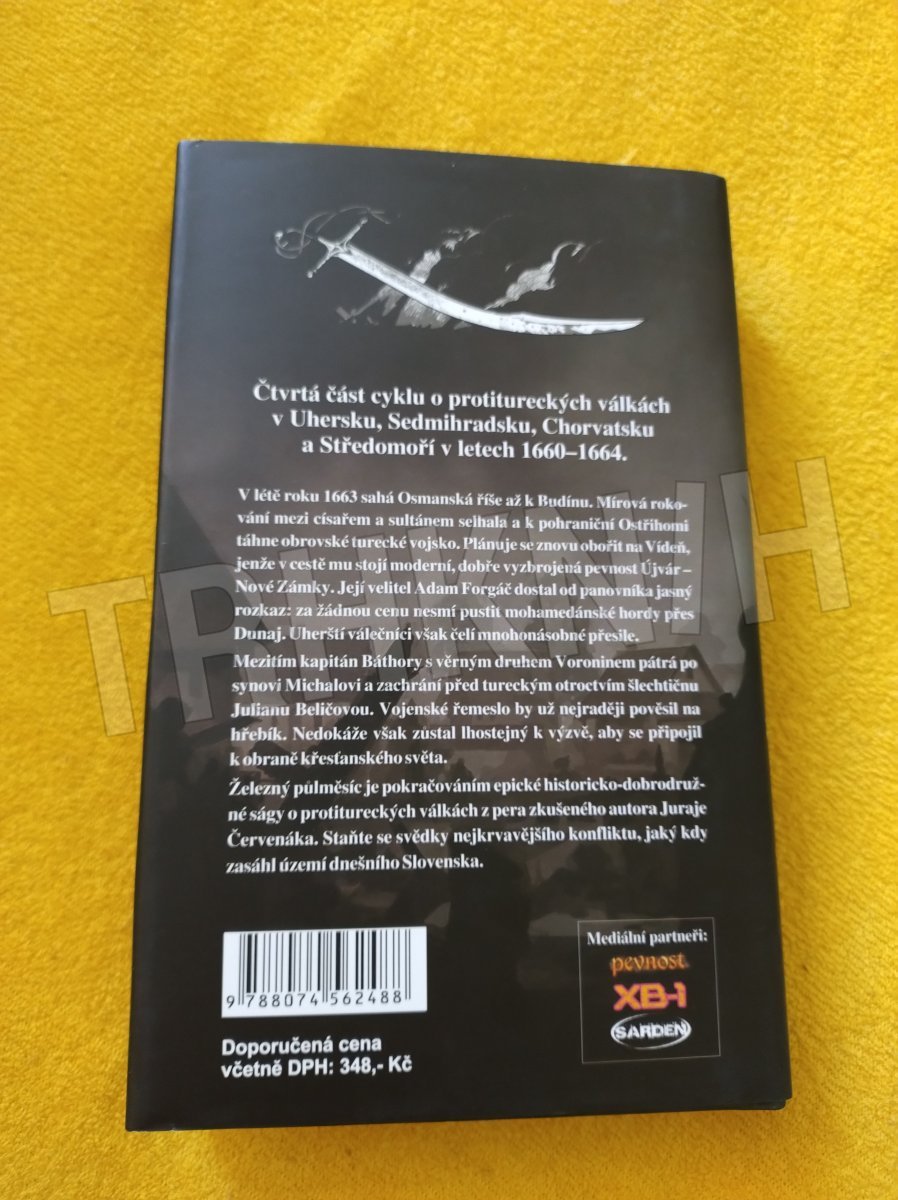 Čtvrtá část cyklu o protitureckých válkách
v Uhersku, Sedmihradsku, Chorvatsku
a Středomoří v letech 1660–1664.
V létě roku 1663 sahá Osmanská říše až k Budínu. Mírová rokování
ování mezi císařem a sultánem selhala a k pohraniční Ostřihomi
táhne obrovské turecké vojsko. Plánuje se znovu obořit na Vídeň,
jenže v cestě mu stojí moderní, dobře vyzbrojená pevnost Újvár –
Nové Zámky. Její velitel Adam Forgáč dostal od panovníka jasný
rozkaz: za žádnou cenu nesmí pustit mohamedánské hordy přes
Dunaj. Uherští válečníci však čelí mnohonásobné přesile.
Mezitím kapitán Báthory s věrným druhem Voroninem pátrá po
synovi Michalovi a zachrání před tureckým otroctvím šlechtičnu
Julianu Beličovou. Vojenské řemeslo by už nejraději pověsil na
hřebík. Nedokáže však zůstat lhostejný k výzvě, aby se připojil
k obraně křesťanského světa.
Železný půlměsíc je pokračováním epické historicko-dobrodruž-
né ságy o protitureckých válkách z pera zkušeného autora Juraje
Červenáka. Staňte se svědky nejkrvavějšího konfliktu, jaký kdy
zasáhl území dnešního Slovenska.
9 788074 562488
Doporučená cena
včetně DPH: 348,- Kč
Mediální partneři:
pevnost
XB-1
SARDEN
TRHKNIH